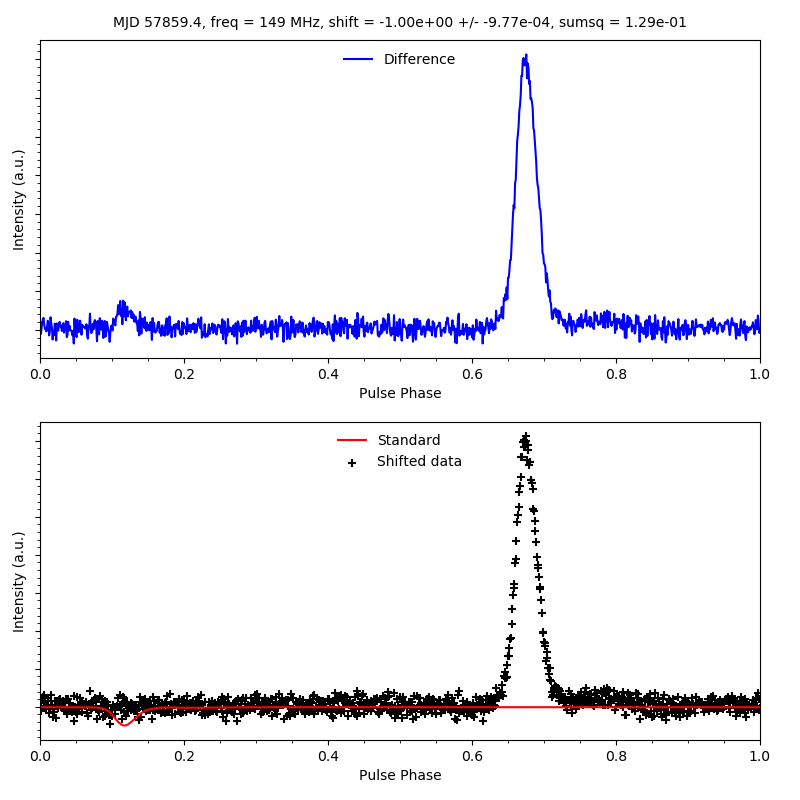 MJD 57859.4, freq = 149 MHz, shift = -1.00e+00 +/- -9.77e-04, sumsq = 1.29e-01
Difference
Intensity (a.u.)
0.0 0.2 0.4 0.6 0.8 1.0
Pulse Phase
Standard
Shifted data
Intensity (a.u.)
0.0 0.2 0.4 0.6 0.8 1.0
Pulse Phase